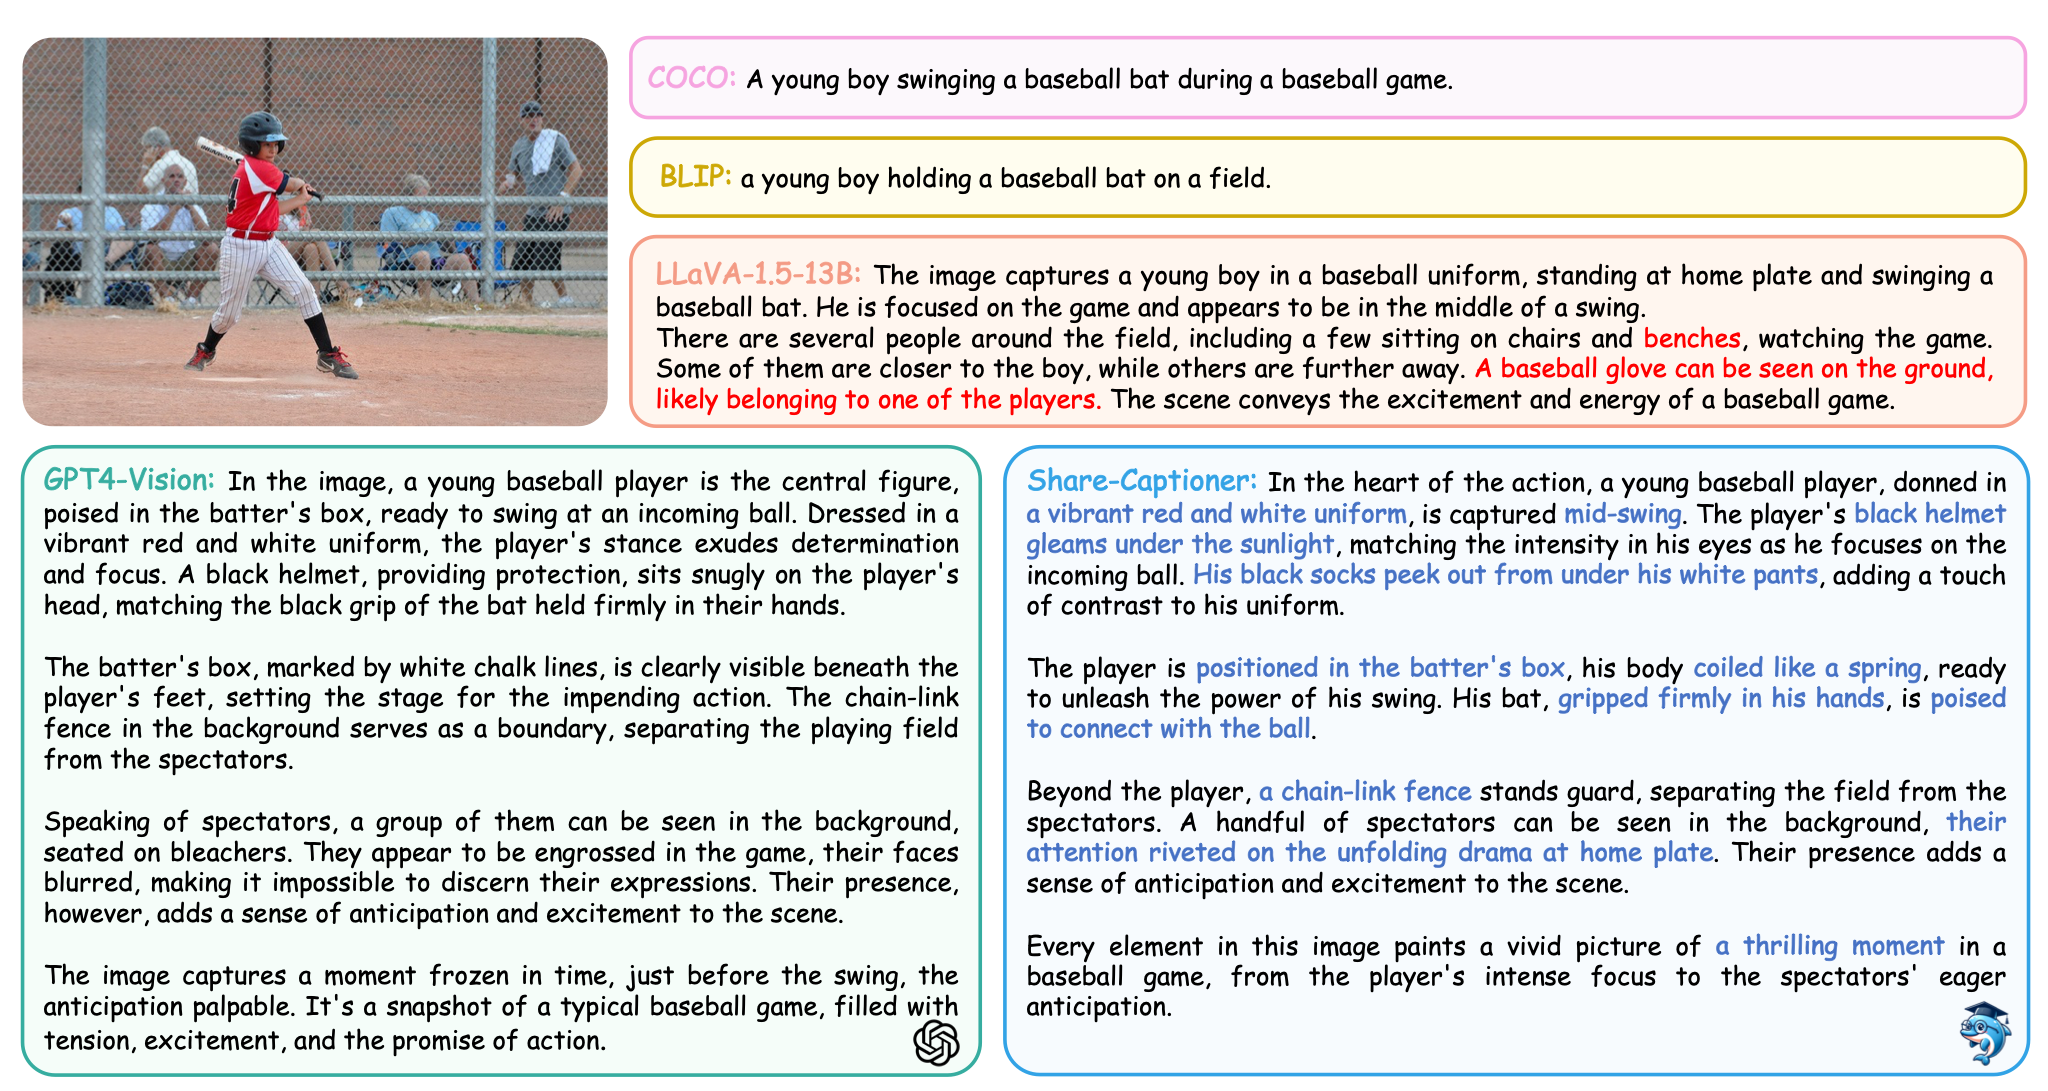 COCO: A young boy swinging a baseball bat during a baseball game.
BLIP: a young boy holding a baseball bat on a field.
LLaVA-1.5-13B: The image captures a young boy in a baseball uniform, standing at home plate and swinging a
baseball bat. He is focused on the game and appears to be in the middle of a swing.
There are several people around the field, including a few sitting on chairs and benches, watching the game.
Some of them are closer to the boy, while others are further away. A baseball glove can be seen on the ground,
likely belonging to one of the players. The scene conveys the excitement and energy of a baseball game.
GPT4-Vision: In the image, a young baseball player is the central figure,
poised in the batter's box, ready to swing at an incoming ball. Dressed in a
vibrant red and white uniform, the player's stance exudes determination
and focus. A black helmet, providing protection, sits snugly on the player's
head, matching the black grip of the bat held firmly in their hands.
The batter's box, marked by white chalk lines, is clearly visible beneath the
player's feet, setting the stage for the impending action. The chain-link
fence in the background serves as a boundary, separating the playing field
from the spectators.
Speaking of spectators, a group of them can be seen in the background,
seated on bleachers. They appear to be engrossed in the game, their faces
blurred, making it impossible to discern their expressions. Their presence,
however, adds a sense of anticipation and excitement to the scene.
The image captures a moment frozen in time, just before the swing, the
anticipation palpable. It's a snapshot of a typical baseball game, filled with
tension, excitement, and the promise of action.
Share-Captioner: In the heart of the action, a young baseball player, donned in
a vibrant red and white uniform, is captured mid-swing. The player's black helmet
gleams under the sunlight, matching the intensity in his eyes as he focuses on the
incoming ball. His black socks peek out from under his white pants, adding a touch
of contrast to his uniform.
The player is positioned in the batter's box, his body coiled like a spring, ready
to unleash the power of his swing. His bat, gripped firmly in his hands, is poised
to connect with the ball.
Beyond the player, a chain-link fence stands guard, separating the field from the
spectators. A handful of spectators can be seen in the background, their
attention riveted on the unfolding drama at home plate. Their presence adds a
sense of anticipation and excitement to the scene.
Every element in this image paints a vivid picture of a thrilling moment in a
baseball game, from the player's intense focus to the spectators' eager
anticipation.